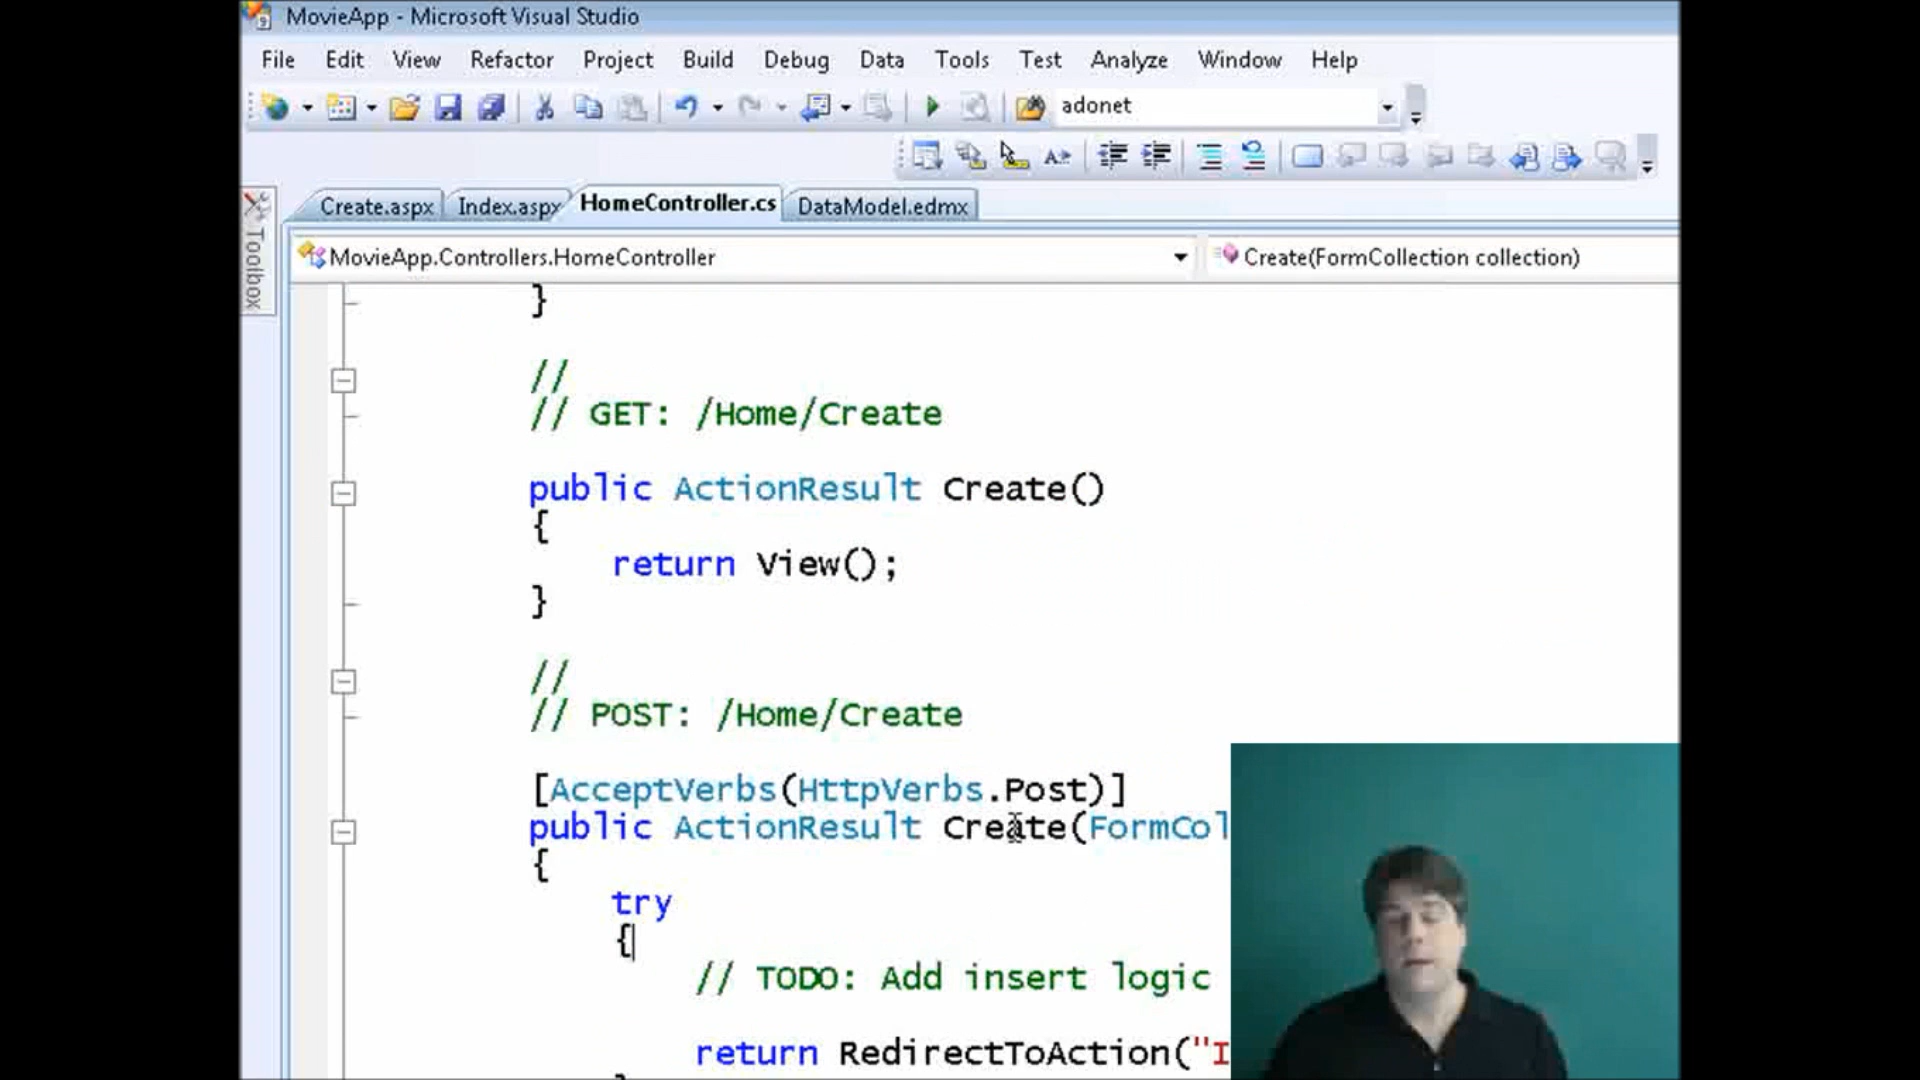 MovieApp - Microsoft Visual Studio
File Edit View Refactor Project Build Debug Data Tools Test Analyze Window Help
adonet
Create.aspx Index.aspx HomeController.cs DataModel.edmx
Toolbox
MovieApp.Controllers.HomeController Create(FormCollection collection)
}
//
// GET: /Home/Create
public ActionResult Create()
{
return View();
}
//
// POST: /Home/Create
[AcceptVerbs(HttpVerbs.Post)]
public ActionResult Create(FormCol
{
try
{
// TODO: Add insert logic
return RedirectToAction("I